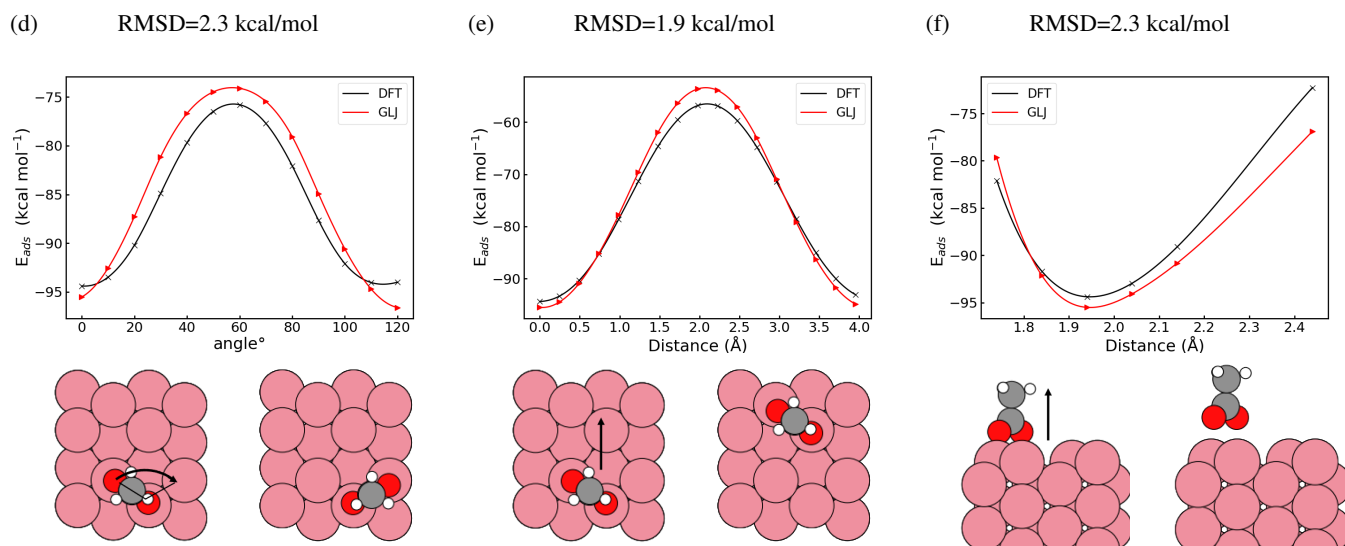 (d) RMSD=2.3 kcal/mol
−75
−80
−85
−90
−95
E_ads (kcal mol⁻¹)
DFT
GLJ
0 20 40 60 80 100 120
angle°
(e) RMSD=1.9 kcal/mol
−60
−70
−80
−90
E_ads (kcal mol⁻¹)
DFT
GLJ
0.0 0.5 1.0 1.5 2.0 2.5 3.0 3.5 4.0
Distance (Å)
(f) RMSD=2.3 kcal/mol
−75
−80
−85
−90
−95
E_ads (kcal mol⁻¹)
DFT
GLJ
1.8 1.9 2.0 2.1 2.2 2.3 2.4
Distance (Å)